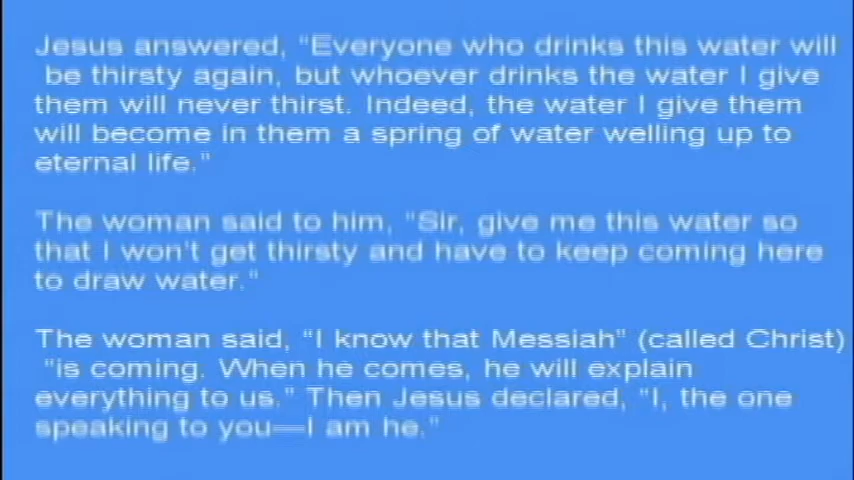 Jesus answered, “Everyone who drinks this water will
be thirsty again, but whoever drinks the water I give
them will never thirst. Indeed, the water I give them
will become in them a spring of water welling up to
eternal life.”
The woman said to him, “Sir, give me this water so
that I won’t get thirsty and have to keep coming here
to draw water.”
The woman said, “I know that Messiah” (called Christ)
“is coming. When he comes, he will explain
everything to us.” Then Jesus declared, “I, the one
speaking to you—I am he.”